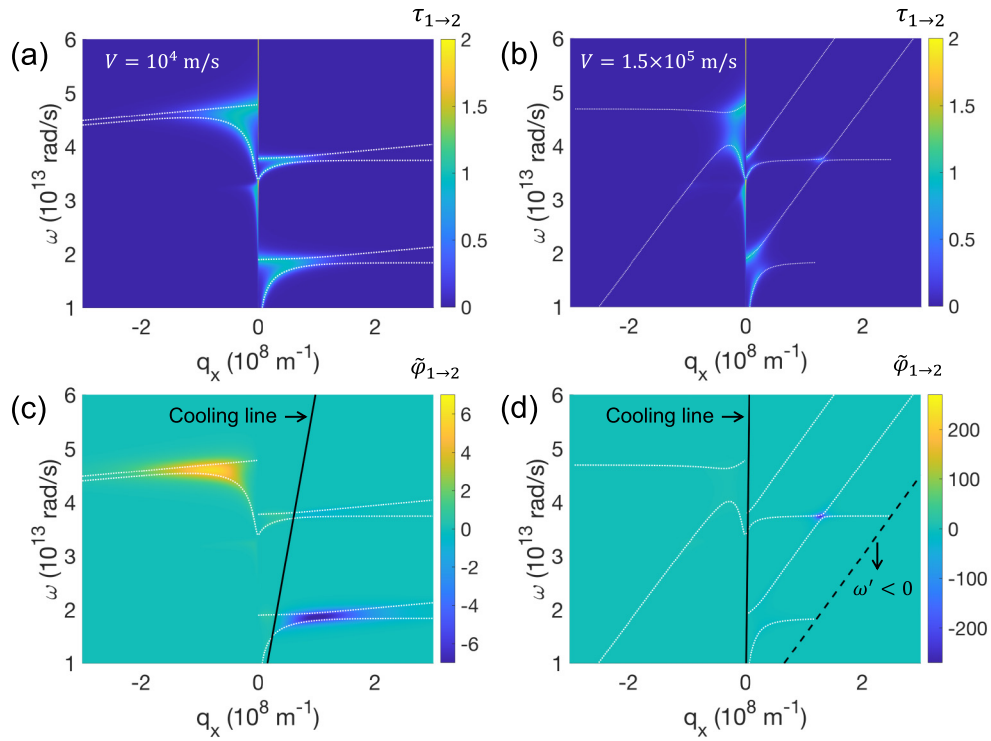 τ₁→₂ τ₁→₂
(a) V = 10⁴ m/s (b) V = 1.5×10⁵ m/s
6 2 6 2
5 1.5 5 1.5
4 1 4 1
3 3
2 0.5 2 0.5
1 0 1 0
ω (10¹³ rad/s) ω (10¹³ rad/s)
-2 0 2 -2 0 2
qₓ (10⁸ m⁻¹) qₓ (10⁸ m⁻¹)
φ̃₁→₂ φ̃₁→₂
(c) Cooling line → (d) Cooling line →
6 6 6 200
5 4 5 100
4 2 4 0
3 0 3 -100
2 -2 2 -200
1 -4 1
-6
ω (10¹³ rad/s) ω (10¹³ rad/s)
ω′ < 0
-2 0 2 -2 0 2
qₓ (10⁸ m⁻¹) qₓ (10⁸ m⁻¹)